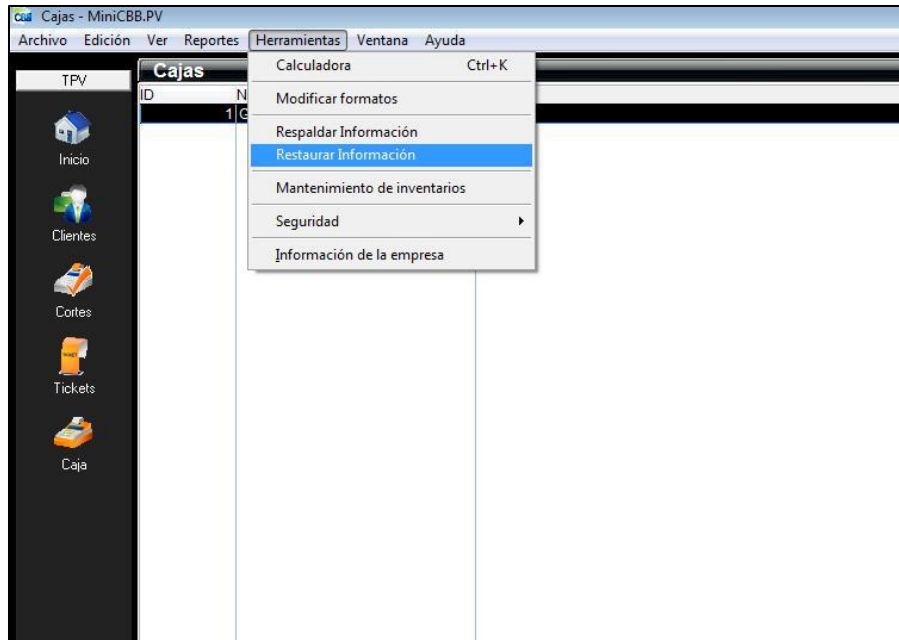 CBB Cajas - MiniCBB.PV
Archivo Edición Ver Reportes Herramientas Ventana Ayuda
TPV
Inicio
Clientes
Cortes
Tickets
Caja
Cajas
ID N
1 G
Calculadora Ctrl+K
Modificar formatos
Respaldar Información
Restaurar Información
Mantenimiento de inventarios
Seguridad
Información de la empresa